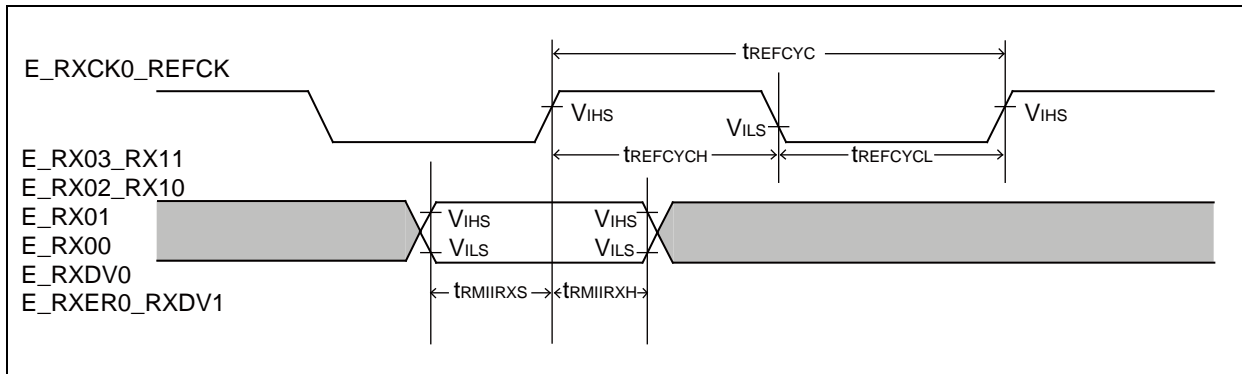 tREFCYC
E_RXCK0_REFCK
VIHS
VILS
VIHS
tREFCYCH
tREFCYCL
E_RX03_RX11
E_RX02_RX10
E_RX01
E_RX00
E_RXDV0
E_RXER0_RXDV1
VIHS
VIHS
VILS
VILS
tRMIIRXS
tRMIIRXH